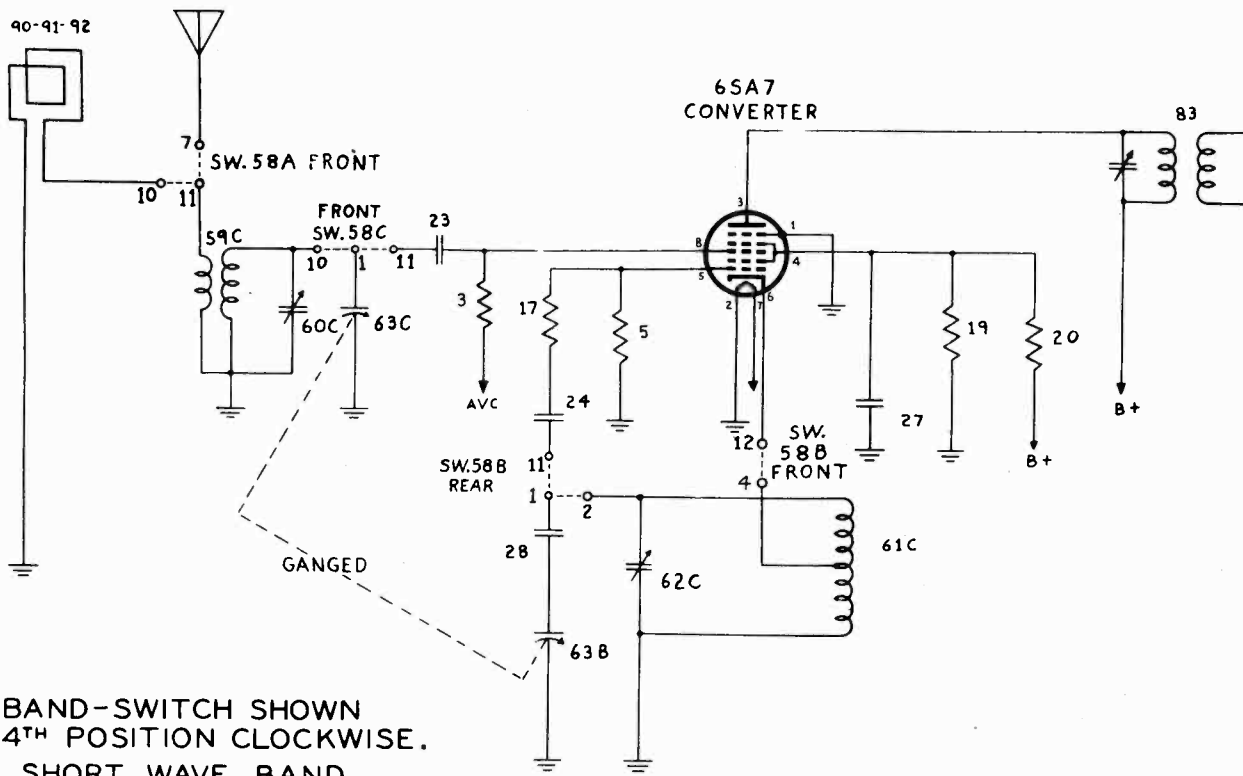 90-91-92
6SA7
CONVERTER
83
7
SW. 58A FRONT
10
11
59C
FRONT
SW.58C
10
1
11
23
3
1
8
4
5
2
7
6
60C
63C
3
AVC
17
5
19
20
27
B+
B+
24
12
SW.
58B
FRONT
4
SW.58B
REAR
11
1
2
28
62C
61C
GANGED
63B
BAND-SWITCH SHOWN
4TH POSITION CLOCKWISE.
SHORT WAVE BAND